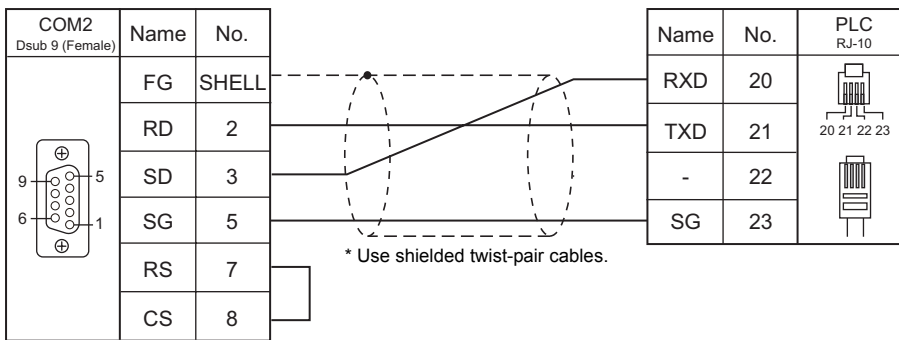 COM2
Dsub 9 (Female)
Name No.
FG SHELL
RD 2
SD 3
SG 5
RS 7
CS 8
9
5
6
1
* Use shielded twist-pair cables.
Name No.
RXD 20
TXD 21
- 22
SG 23
PLC
RJ-10
20 21 22 23